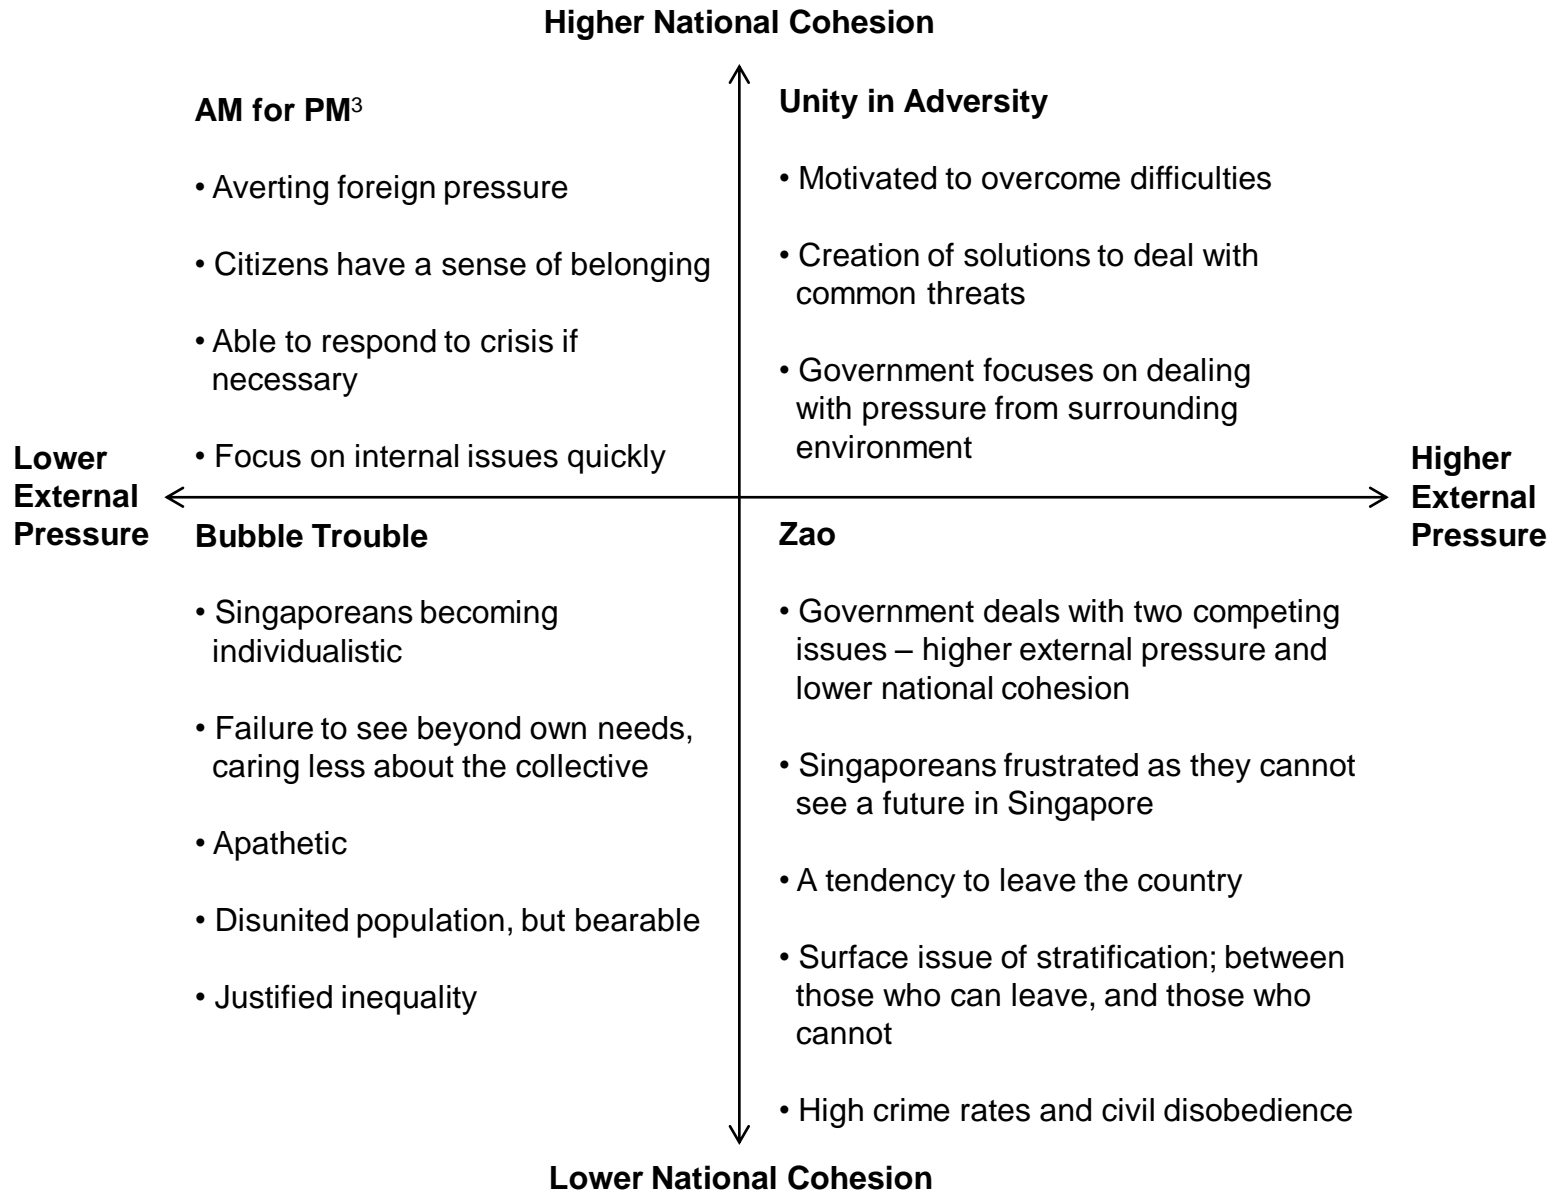 Higher National Cohesion
AM for PM³
• Averting foreign pressure
• Citizens have a sense of belonging
• Able to respond to crisis if
necessary
• Focus on internal issues quickly
Unity in Adversity
• Motivated to overcome difficulties
• Creation of solutions to deal with
common threats
• Government focuses on dealing
with pressure from surrounding
environment
Lower
External
Pressure
Higher
External
Pressure
Bubble Trouble
• Singaporeans becoming
individualistic
• Failure to see beyond own needs,
caring less about the collective
• Apathetic
• Disunited population, but bearable
• Justified inequality
Zao
• Government deals with two competing
issues – higher external pressure and
lower national cohesion
• Singaporeans frustrated as they cannot
see a future in Singapore
• A tendency to leave the country
• Surface issue of stratification; between
those who can leave, and those who
cannot
• High crime rates and civil disobedience
Lower National Cohesion